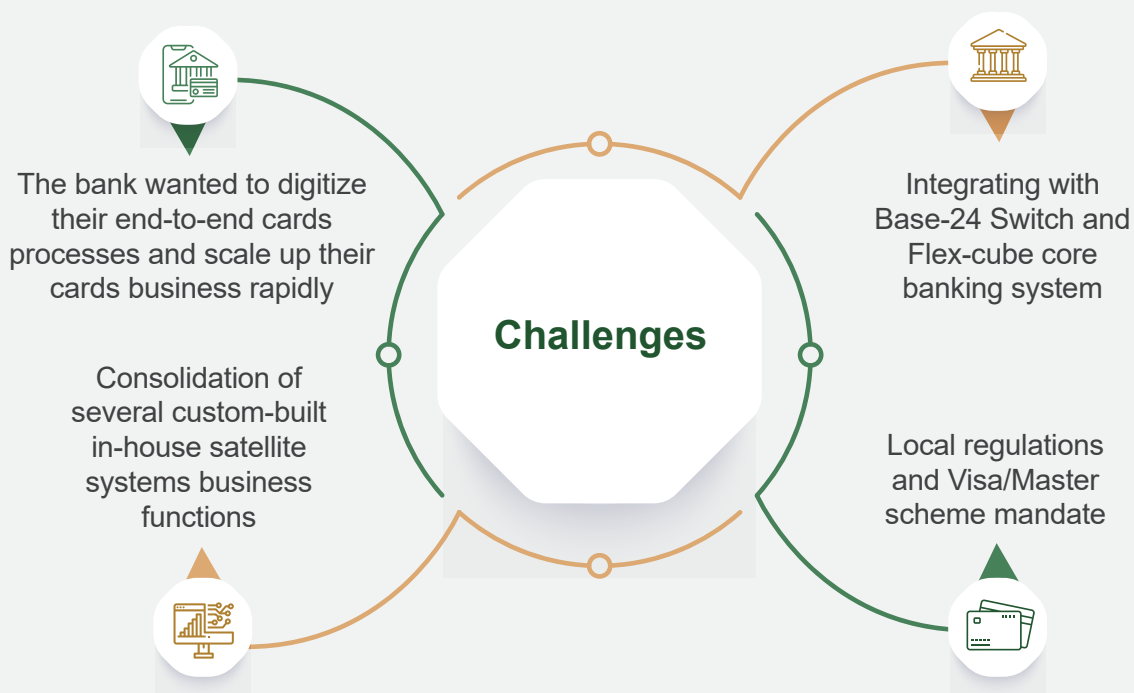 The bank wanted to digitize
their end-to-end cards
processes and scale up their
cards business rapidly
Integrating with
Base-24 Switch and
Flex-cube core
banking system
Challenges
Consolidation of
several custom-built
in-house satellite
systems business
functions
Local regulations
and Visa/Master
scheme mandate